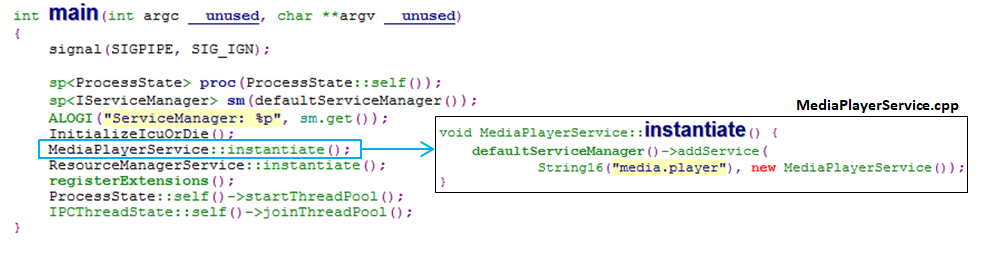 int main(int argc __unused, char **argv __unused)
{
signal(SIGPIPE, SIG_IGN);
sp<ProcessState> proc(ProcessState::self());
sp<IServiceManager> sm(defaultServiceManager());
ALOGI("ServiceManager: %p", sm.get());
InitializeIcuOrDie();
MediaPlayerService::instantiate();
ResourceManagerService::instantiate();
registerExtensions();
ProcessState::self()->startThreadPool();
IPCThreadState::self()->joinThreadPool();
}
MediaPlayerService.cpp
void MediaPlayerService::instantiate() {
defaultServiceManager()->addService(
String16("media.player"), new MediaPlayerService());
}